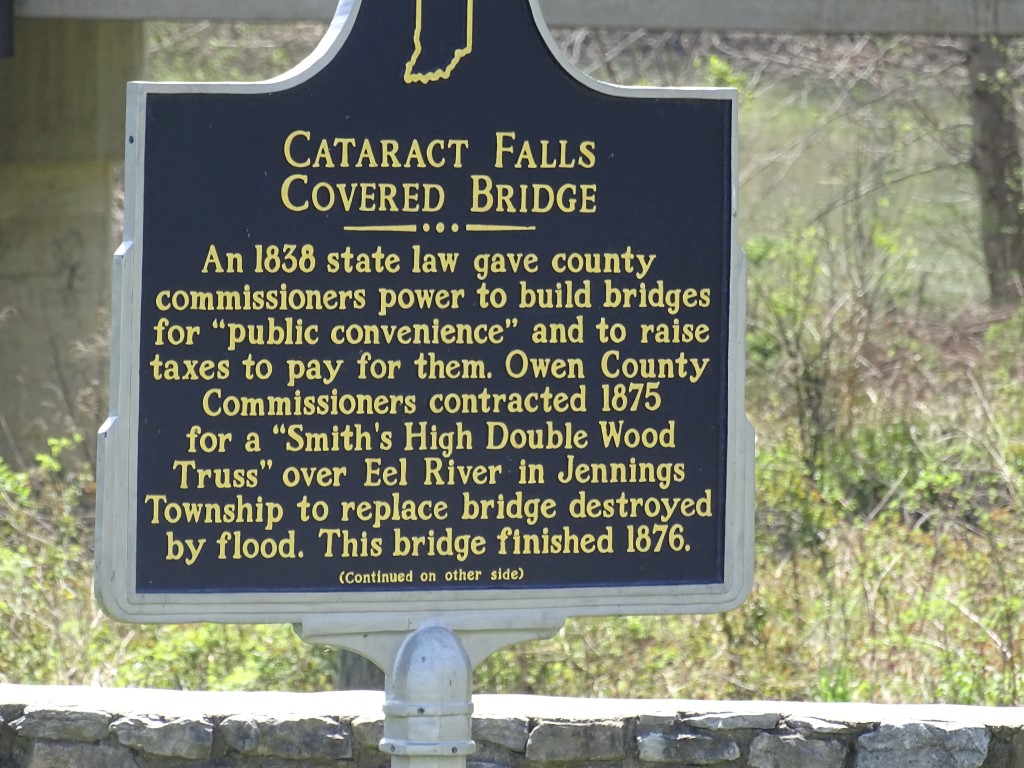 CATARACT FALLS
COVERED BRIDGE
An 1838 state law gave county
commissioners power to build bridges
for “public convenience” and to raise
taxes to pay for them. Owen County
Commissioners contracted 1875
for a “Smith's High Double Wood
Truss” over Eel River in Jennings
Township to replace bridge destroyed
by flood. This bridge finished 1876.
(Continued on other side)